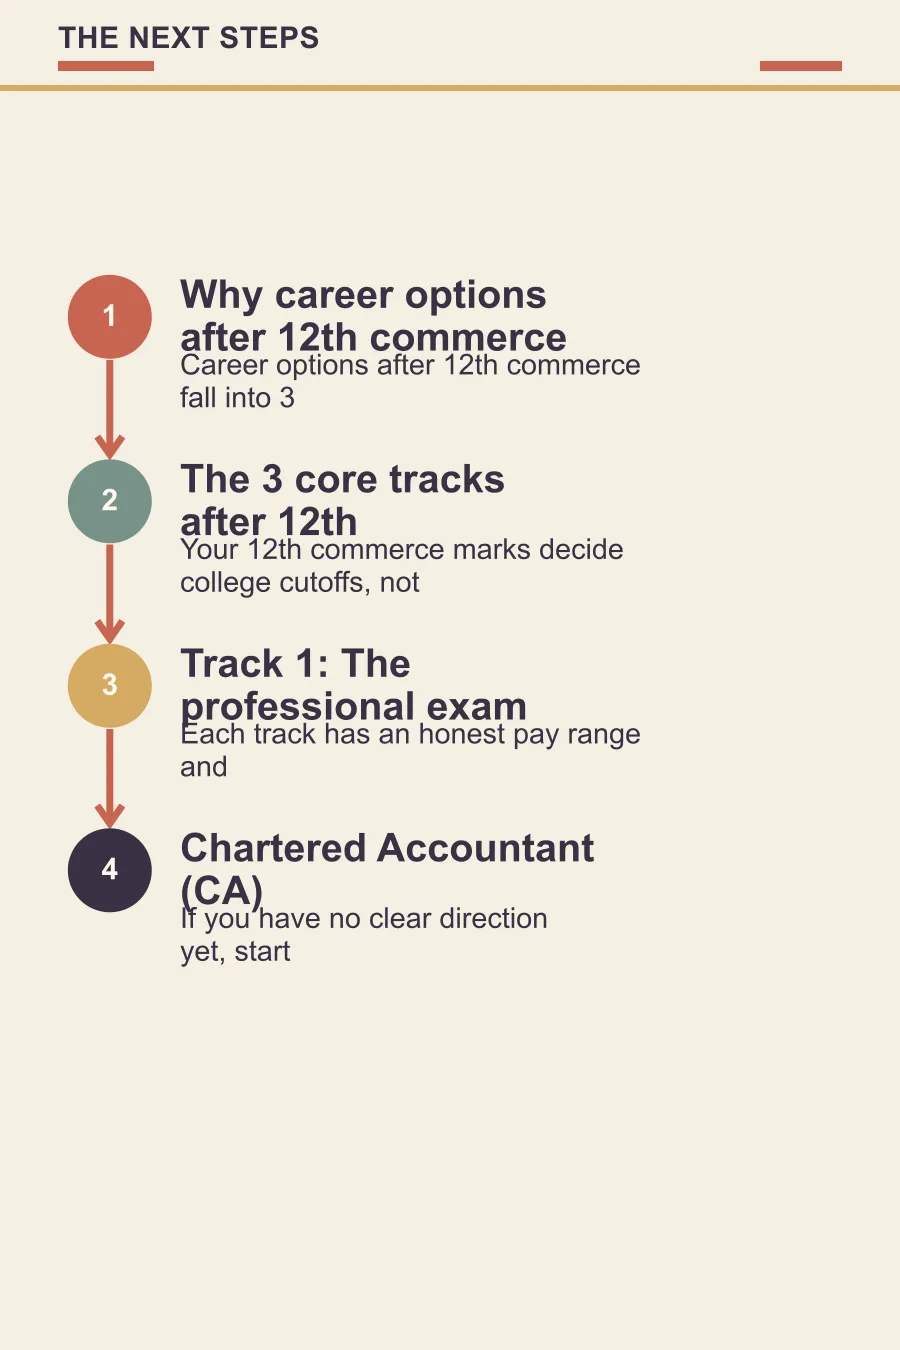 THE NEXT STEPS
1
Why career options
after 12th commerce
Career options after 12th commerce
fall into 3
2
The 3 core tracks
after 12th
Your 12th commerce marks decide
college cutoffs, not
3
Track 1: The
professional exam
Each track has an honest pay range
and
4
Chartered Accountant
(CA)
If you have no clear direction
yet, start